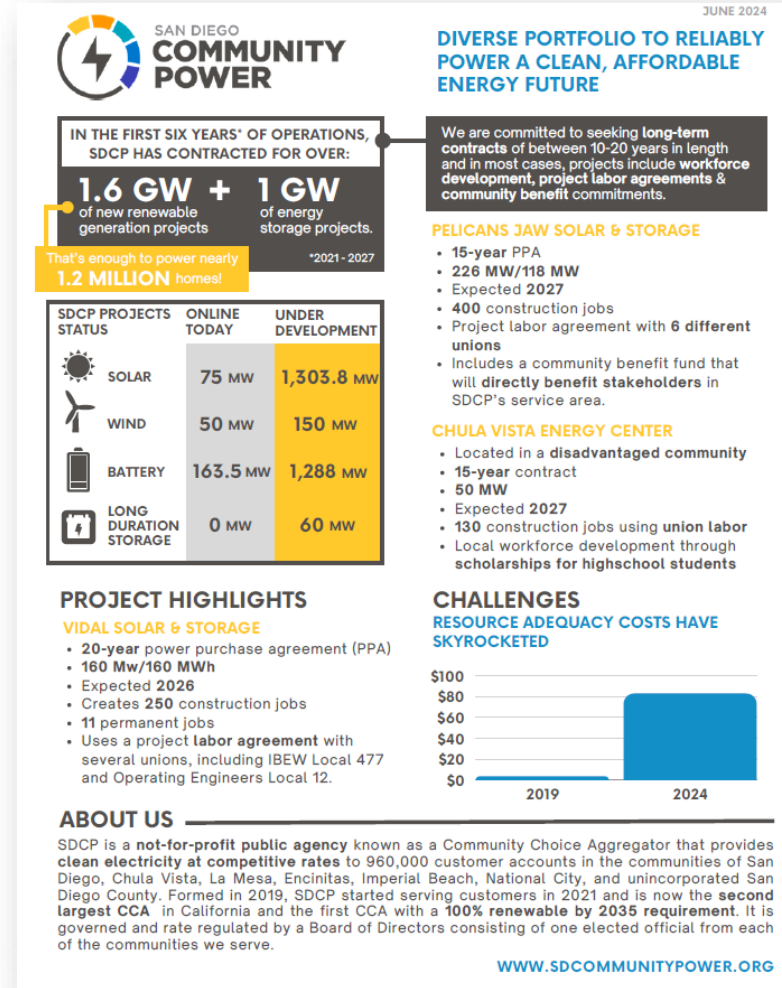 JUNE 2024
SAN DIEGO
COMMUNITY
POWER
DIVERSE PORTFOLIO TO RELIABLY
POWER A CLEAN, AFFORDABLE
ENERGY FUTURE
IN THE FIRST SIX YEARS* OF OPERATIONS,
SDCP HAS CONTRACTED FOR OVER:
1.6 GW + 1 GW
of new renewable
generation projects
of energy
storage projects.
*2021 - 2027
That's enough to power nearly
1.2 MILLION homes!
We are committed to seeking long-term
contracts of between 10-20 years in length
and in most cases, projects include workforce
development, project labor agreements &
community benefit commitments.
SDCP PROJECTS STATUS ONLINE TODAY UNDER DEVELOPMENT
SOLAR 75 MW 1,303.8 MW
WIND 50 MW 150 MW
BATTERY 163.5 MW 1,288 MW
LONG DURATION STORAGE 0 MW 60 MW
PELICANS JAW SOLAR & STORAGE
• 15-year PPA
• 226 MW/118 MW
• Expected 2027
• 400 construction jobs
• Project labor agreement with 6 different
unions
• Includes a community benefit fund that
will directly benefit stakeholders in
SDCP's service area.
CHULA VISTA ENERGY CENTER
• Located in a disadvantaged community
• 15-year contract
• 50 MW
• Expected 2027
• 130 construction jobs using union labor
• Local workforce development through
scholarships for highschool students
PROJECT HIGHLIGHTS
VIDAL SOLAR & STORAGE
• 20-year power purchase agreement (PPA)
• 160 Mw/160 MWh
• Expected 2026
• Creates 250 construction jobs
• 11 permanent jobs
• Uses a project labor agreement with
several unions, including IBEW Local 477
and Operating Engineers Local 12.
CHALLENGES
RESOURCE ADEQUACY COSTS HAVE
SKYROCKETED
$100
$80
$60
$40
$20
$0
2019 2024
ABOUT US
SDCP is a not-for-profit public agency known as a Community Choice Aggregator that provides
clean electricity at competitive rates to 960,000 customer accounts in the communities of San
Diego, Chula Vista, La Mesa, Encinitas, Imperial Beach, National City, and unincorporated San
Diego County. Formed in 2019, SDCP started serving customers in 2021 and is now the second
largest CCA in California and the first CCA with a 100% renewable by 2035 requirement. It is
governed and rate regulated by a Board of Directors consisting of one elected official from each
of the communities we serve.
WWW.SDCOMMUNITYPOWER.ORG